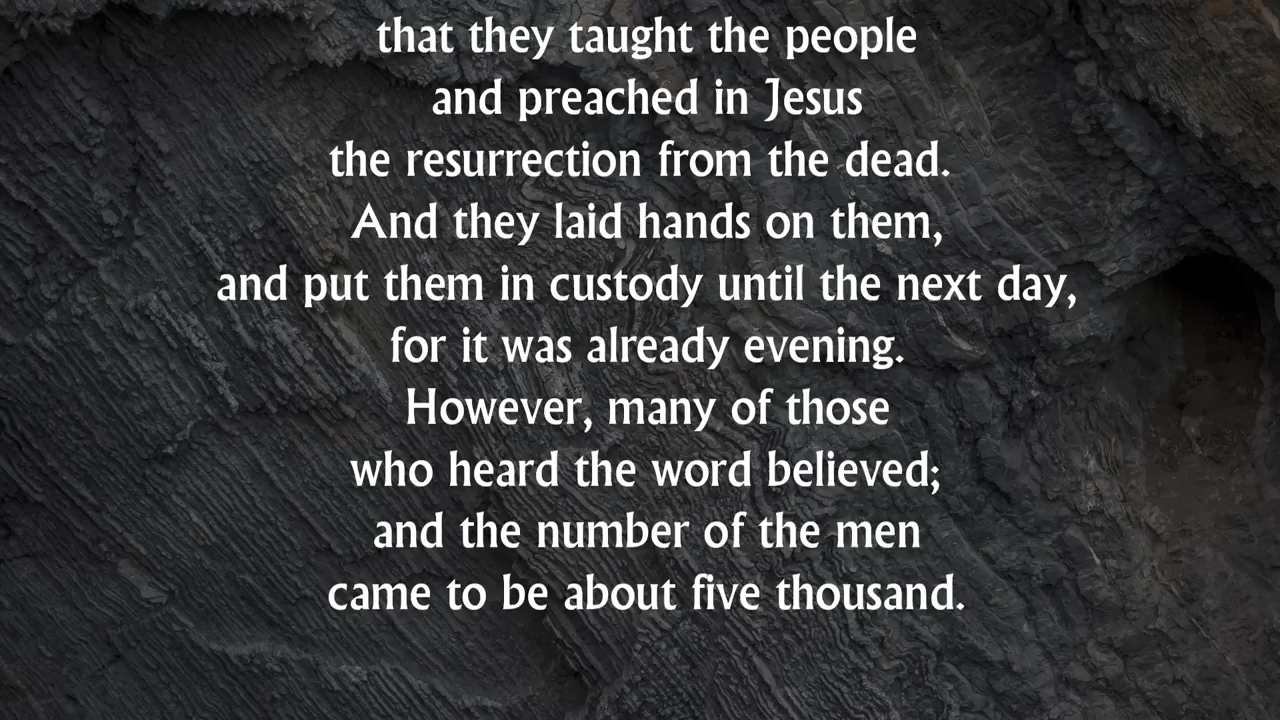 that they taught the people
and preached in Jesus
the resurrection from the dead.
And they laid hands on them,
and put them in custody until the next day,
for it was already evening.
However, many of those
who heard the word believed;
and the number of the men
came to be about five thousand.